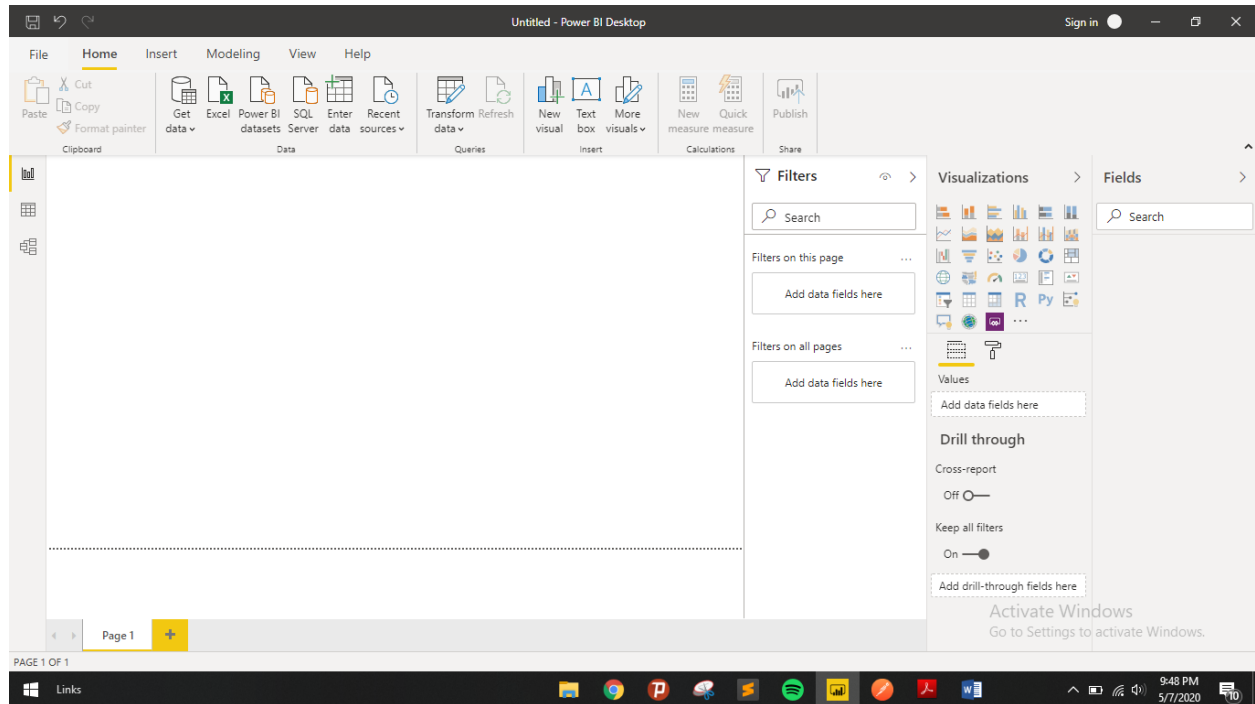 Untitled - Power BI Desktop
Sign in
File Home Insert Modeling View Help
Paste
Cut
Copy
Format painter
Clipboard
Get data
Excel
Power BI datasets
SQL Server
Enter data
Recent sources
Data
Transform data
Refresh
Queries
New visual
Text box
More visuals
Insert
New measure
Quick measure
Calculations
Publish
Share
Filters
Search
Filters on this page
Add data fields here
Filters on all pages
Add data fields here
Visualizations
R Py
Values
Add data fields here
Drill through
Cross-report
Off
Keep all filters
On
Add drill-through fields here
Fields
Search
Activate Windows
Go to Settings to activate Windows.
Page 1
PAGE 1 OF 1
Links
9:48 PM
5/7/2020